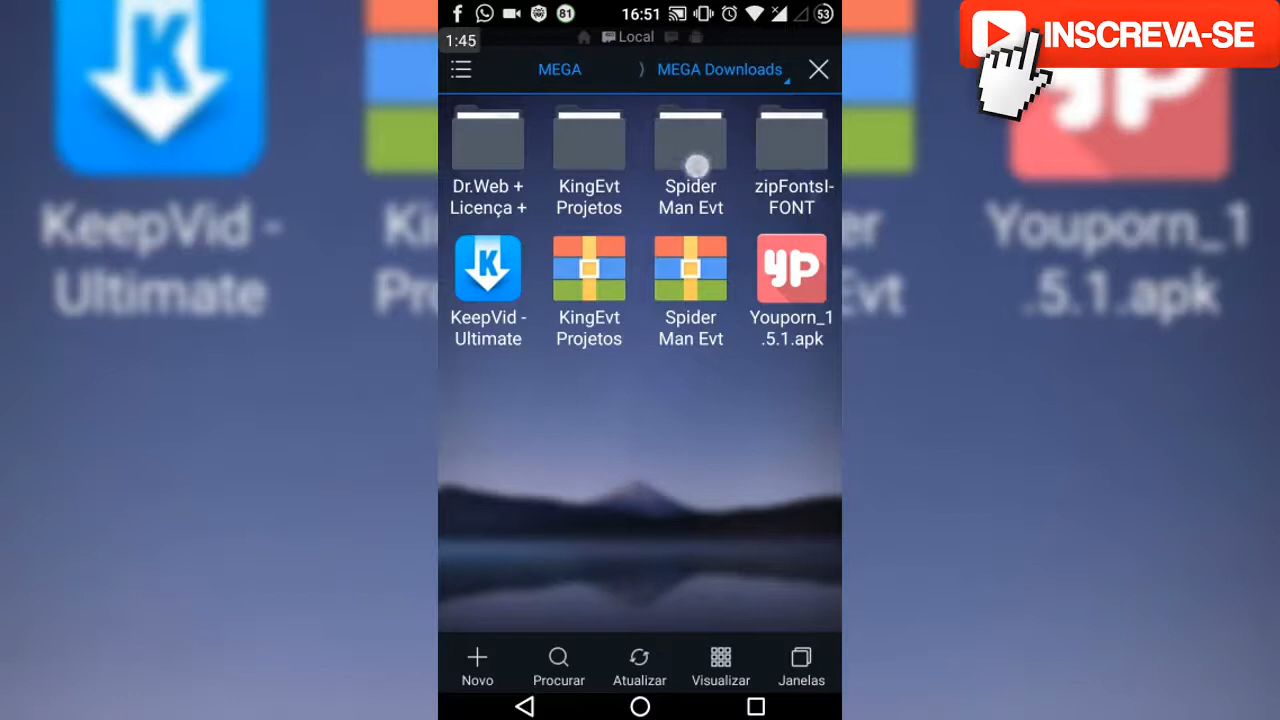 81 16:51 53
INSCREVA-SE
1:45 Local
MEGA MEGA Downloads
Dr.Web +
Licença +
KingEvt
Projetos
Spider
Man Evt
zipFontsI-
FONT
KeepVid -
Ultimate
KingEvt
Projetos
Spider
Man Evt
Youporn_1
.5.1.apk
Novo Procurar Atualizar Visualizar Janelas
KeepVid -
Ultimate
Youporn_1
.5.1.apk